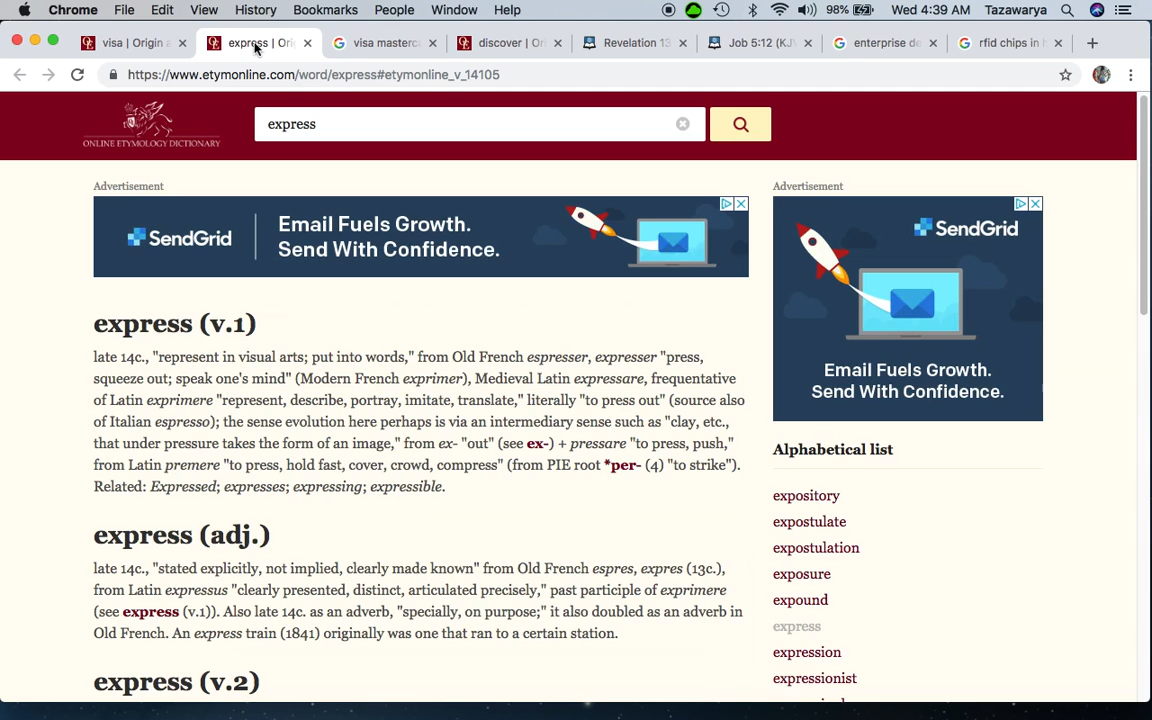 Chrome File Edit View History Bookmarks People Window Help 98% Wed 4:39 AM Tazawarya
visa | Origin a express | Ori visa masterc discover | Or Revelation 13 Job 5:12 (KJV enterprise de rfid chips in h
https://www.etymonline.com/word/express#etymonline_v_14105
ONLINE ETYMOLOGY DICTIONARY
express
Advertisement
SendGrid
Email Fuels Growth.
Send With Confidence.
Advertisement
SendGrid
Email Fuels Growth.
Send With Confidence.
express (v.1)
late 14c., "represent in visual arts; put into words," from Old French espresser, expresser "press,
squeeze out; speak one's mind" (Modern French exprimer), Medieval Latin expressare, frequentative
of Latin exprimere "represent, describe, portray, imitate, translate," literally "to press out" (source also
of Italian espresso); the sense evolution here perhaps is via an intermediary sense such as "clay, etc.,
that under pressure takes the form of an image," from ex- "out" (see ex-) + pressare "to press, push,"
from Latin premere "to press, hold fast, cover, crowd, compress" (from PIE root *per- (4) "to strike").
Related: Expressed; expresses; expressing; expressible.
express (adj.)
late 14c., "stated explicitly, not implied, clearly made known" from Old French espres, expres (13c.),
from Latin expressus "clearly presented, distinct, articulated precisely," past participle of exprimere
(see express (v.1)). Also late 14c. as an adverb, "specially, on purpose;" it also doubled as an adverb in
Old French. An express train (1841) originally was one that ran to a certain station.
express (v.2)
Alphabetical list
expository
expostulate
expostulation
exposure
expound
express
expression
expressionist